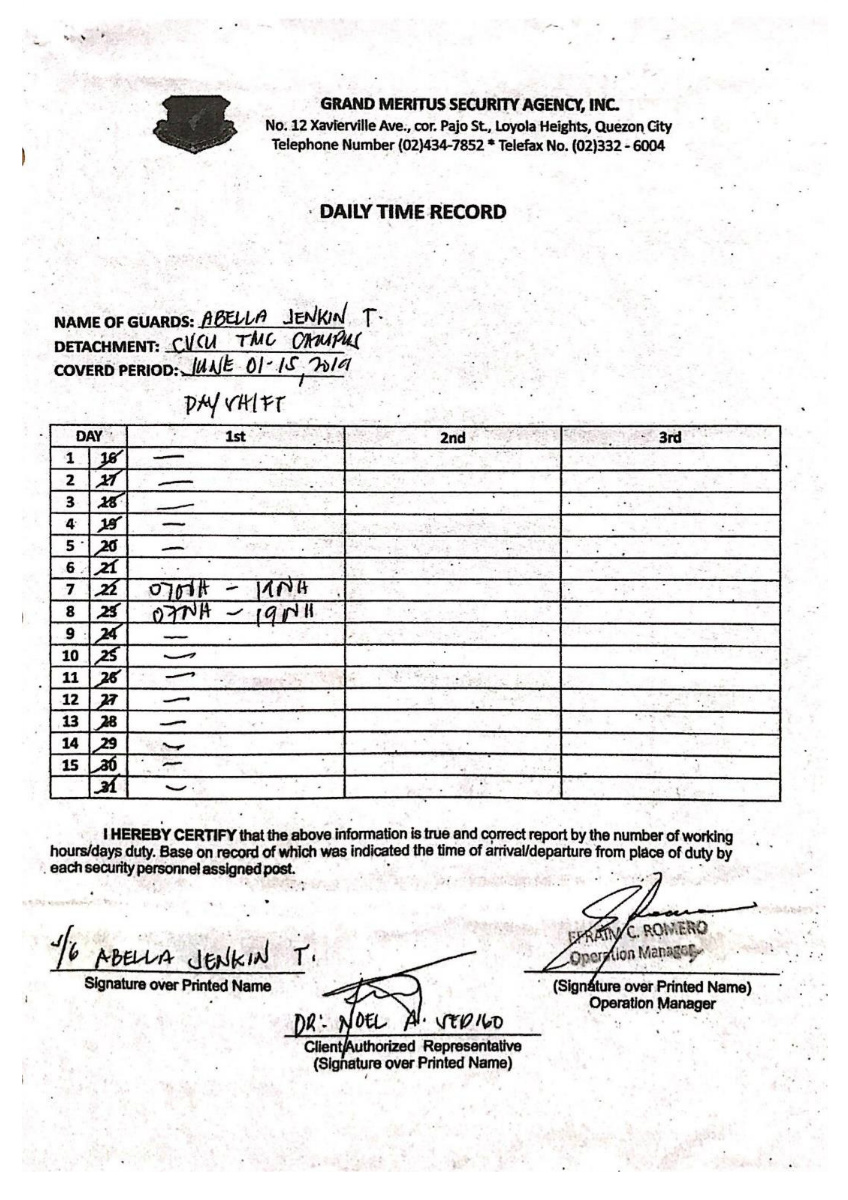 GRAND MERITUS SECURITY AGENCY, INC.
No. 12 Xavierville Ave., cor. Pajo St., Loyola Heights, Quezon City
Telephone Number (02)434-7852 * Telefax No. (02)332 - 6004
DAILY TIME RECORD
NAME OF GUARDS: ABELLA JENKIN T.
DETACHMENT: CVCU TMC CAMPUS
COVERD PERIOD: JUNE 01-15, 2019
DAY SHIFT
DAY 1st 2nd 3rd
1 16 —
2 17 —
3 18 —
4 19 —
5 20 —
6 21
7 22
8 23 07NH - 19NH
9 24 —
10 25 —
11 26 —
12 27 —
13 28 —
14 29 —
15 30 —
31 —
I HEREBY CERTIFY that the above information is true and correct report by the number of working
hours/days duty. Base on record of which was indicated the time of arrival/departure from place of duty by
each security personnel assigned post.
S/G ABELLA JENKIN T.
Signature over Printed Name
EFRAIM C. ROMERO
Operation Manager
(Signature over Printed Name)
Operation Manager
DR. NOEL A.
Client/Authorized Representative
(Signature over Printed Name)